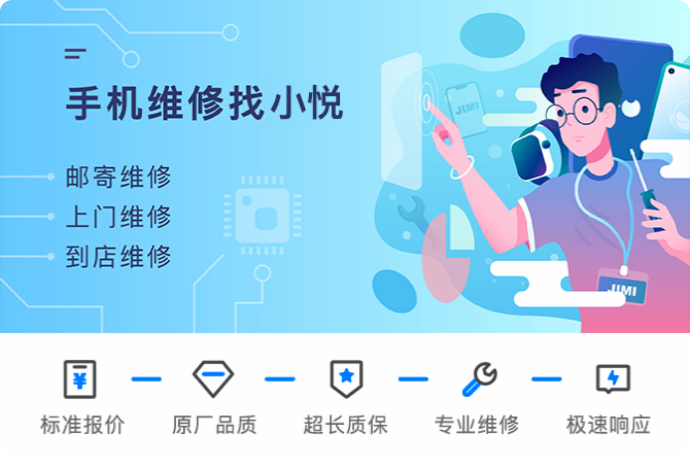 手机维修找小悦
邮寄维修
上门维修
到店维修
JIMI
JIMI
¥
标准报价
原厂品质
超长质保
专业维修
极速响应